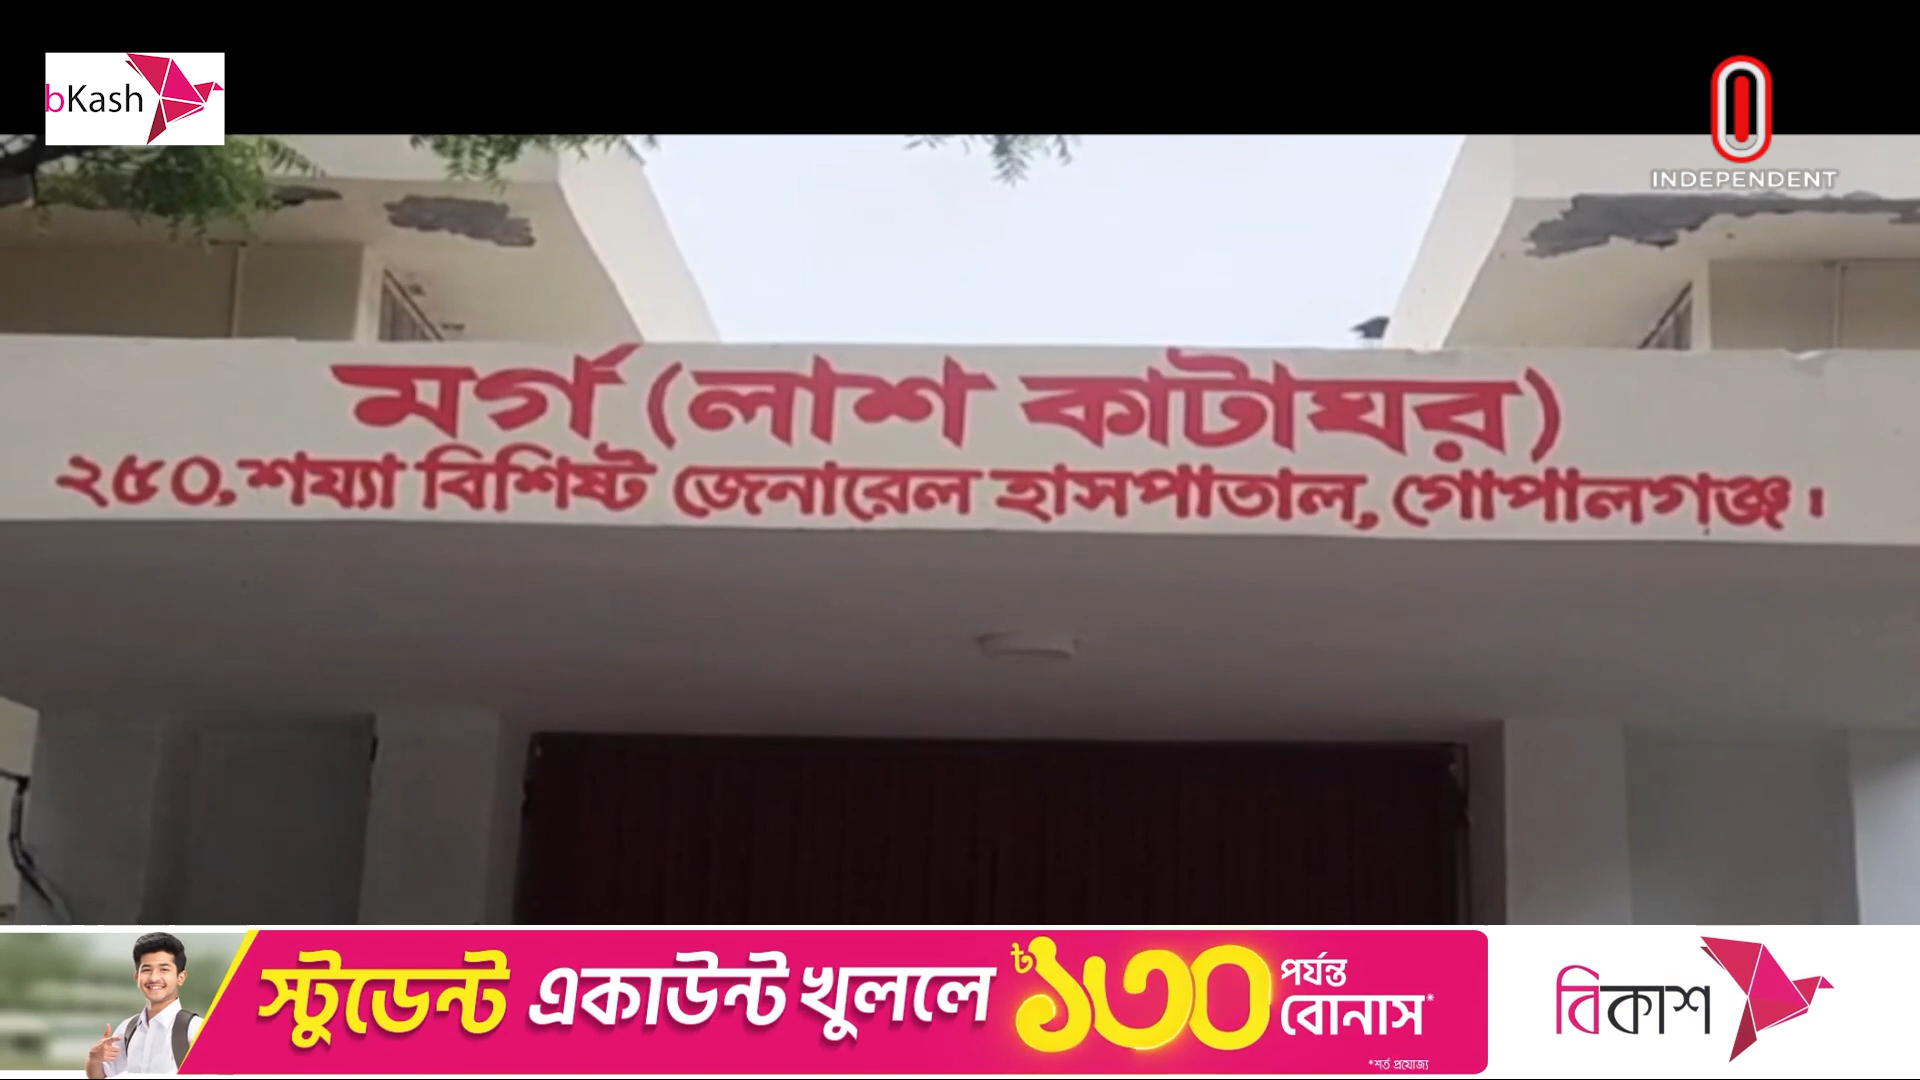 bKash
INDEPENDENT
মর্গ (লাশ কাটাঘর)
২৫০, শয্যা বিশিষ্ট জেনারেল হাসপাতাল, গোপালগঞ্জ।
স্টুডেন্ট একাউন্ট খুললে ৳১৩০ পর্যন্ত বোনাস*
*শর্ত প্রযোজ্য
বিকাশ